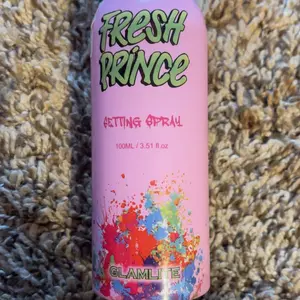 FRESH
PRINCE
SETTING SPRAY
100ML / 3.51 fl.oz
GLAMLITE